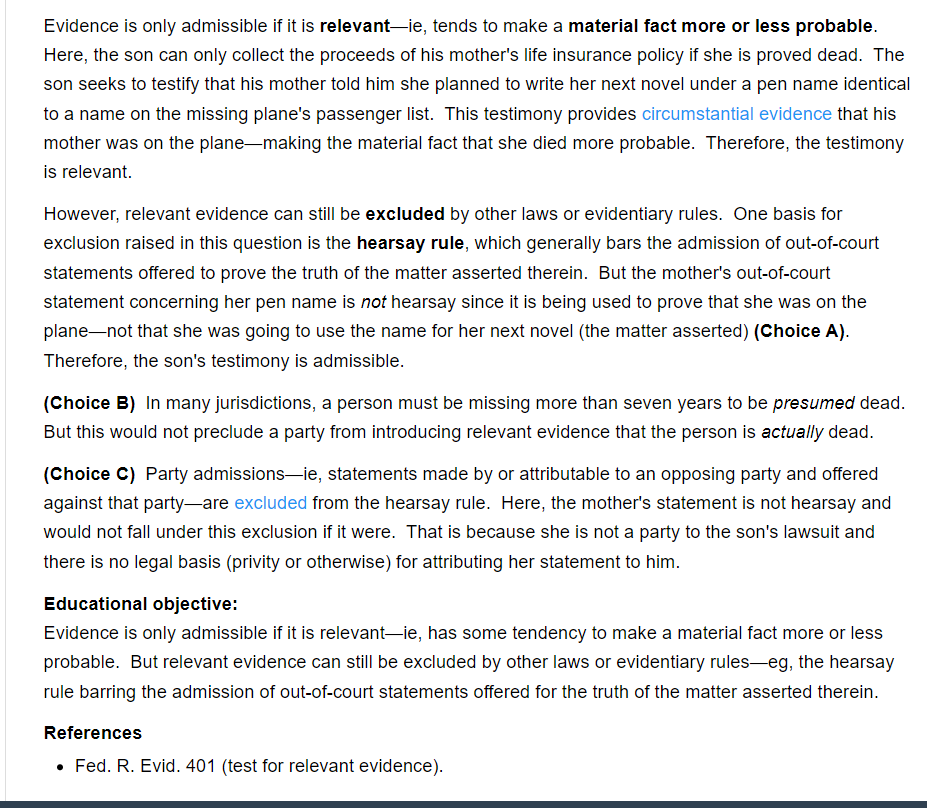 Evidence is only admissible if it is relevant—ie, tends to make a material fact more or less probable.
Here, the son can only collect the proceeds of his mother's life insurance policy if she is proved dead.  The
son seeks to testify that his mother told him she planned to write her next novel under a pen name identical
to a name on the missing plane's passenger list.  This testimony provides circumstantial evidence that his
mother was on the plane—making the material fact that she died more probable.  Therefore, the testimony
is relevant.
However, relevant evidence can still be excluded by other laws or evidentiary rules.  One basis for
exclusion raised in this question is the hearsay rule, which generally bars the admission of out-of-court
statements offered to prove the truth of the matter asserted therein.  But the mother's out-of-court
statement concerning her pen name is not hearsay since it is being used to prove that she was on the
plane—not that she was going to use the name for her next novel (the matter asserted) (Choice A).
Therefore, the son's testimony is admissible.
(Choice B)  In many jurisdictions, a person must be missing more than seven years to be presumed dead.
But this would not preclude a party from introducing relevant evidence that the person is actually dead.
(Choice C)  Party admissions—ie, statements made by or attributable to an opposing party and offered
against that party—are excluded from the hearsay rule.  Here, the mother's statement is not hearsay and
would not fall under this exclusion if it were.  That is because she is not a party to the son's lawsuit and
there is no legal basis (privity or otherwise) for attributing her statement to him.
Educational objective:
Evidence is only admissible if it is relevant—ie, has some tendency to make a material fact more or less
probable.  But relevant evidence can still be excluded by other laws or evidentiary rules—eg, the hearsay
rule barring the admission of out-of-court statements offered for the truth of the matter asserted therein.
References
• Fed. R. Evid. 401 (test for relevant evidence).